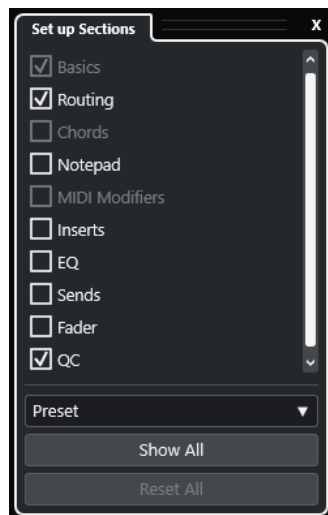 Set up Sections
X
Basics
Routing
Chords
Notepad
MIDI Modifiers
Inserts
EQ
Sends
Fader
QC
Preset
Show All
Reset All